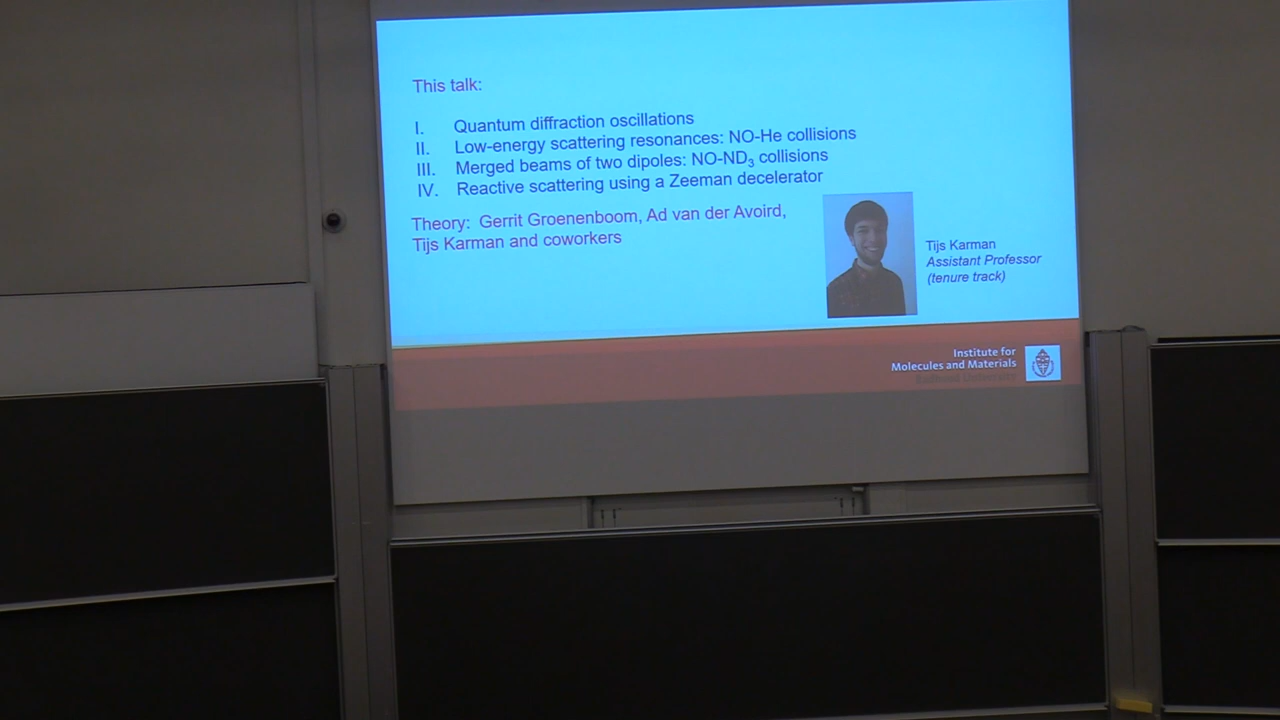 This talk:
I. Quantum diffraction oscillations
II. Low-energy scattering resonances: NO-He collisions
III. Merged beams of two dipoles: NO-ND₃ collisions
IV. Reactive scattering using a Zeeman decelerator
Theory: Gerrit Groenenboom, Ad van der Avoird,
Tijs Karman and coworkers
Tijs Karman
Assistant Professor
(tenure track)
Institute for
Molecules and Materials
Radboud University